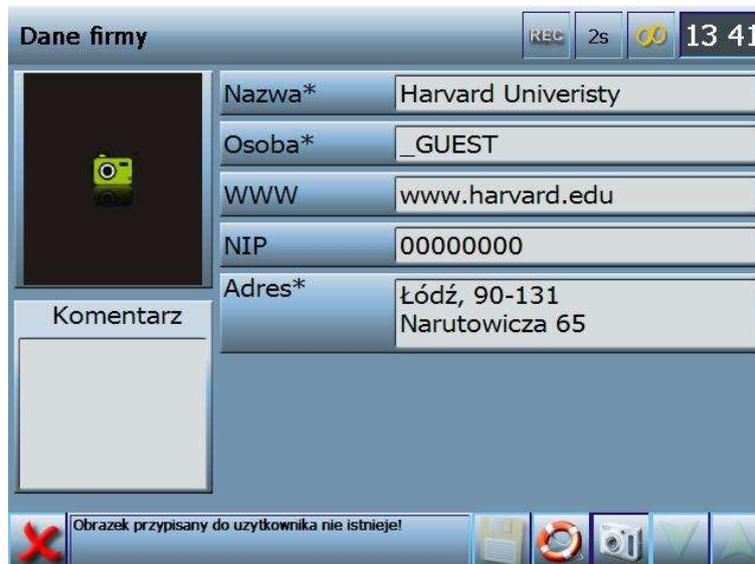 Dane firmy
REC 2s 13 41
Nazwa* Harvard Univeristy
Osoba* _GUEST
WWW www.harvard.edu
NIP 00000000
Adres* Łódź, 90-131
Narutowicza 65
Komentarz
Obrazek przypisany do uzytkownika nie istnieje!